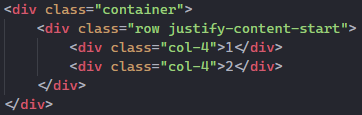 <div class="container">
    <div class="row justify-content-start">
        <div class="col-4">1</div>
        <div class="col-4">2</div>
    </div>
</div>